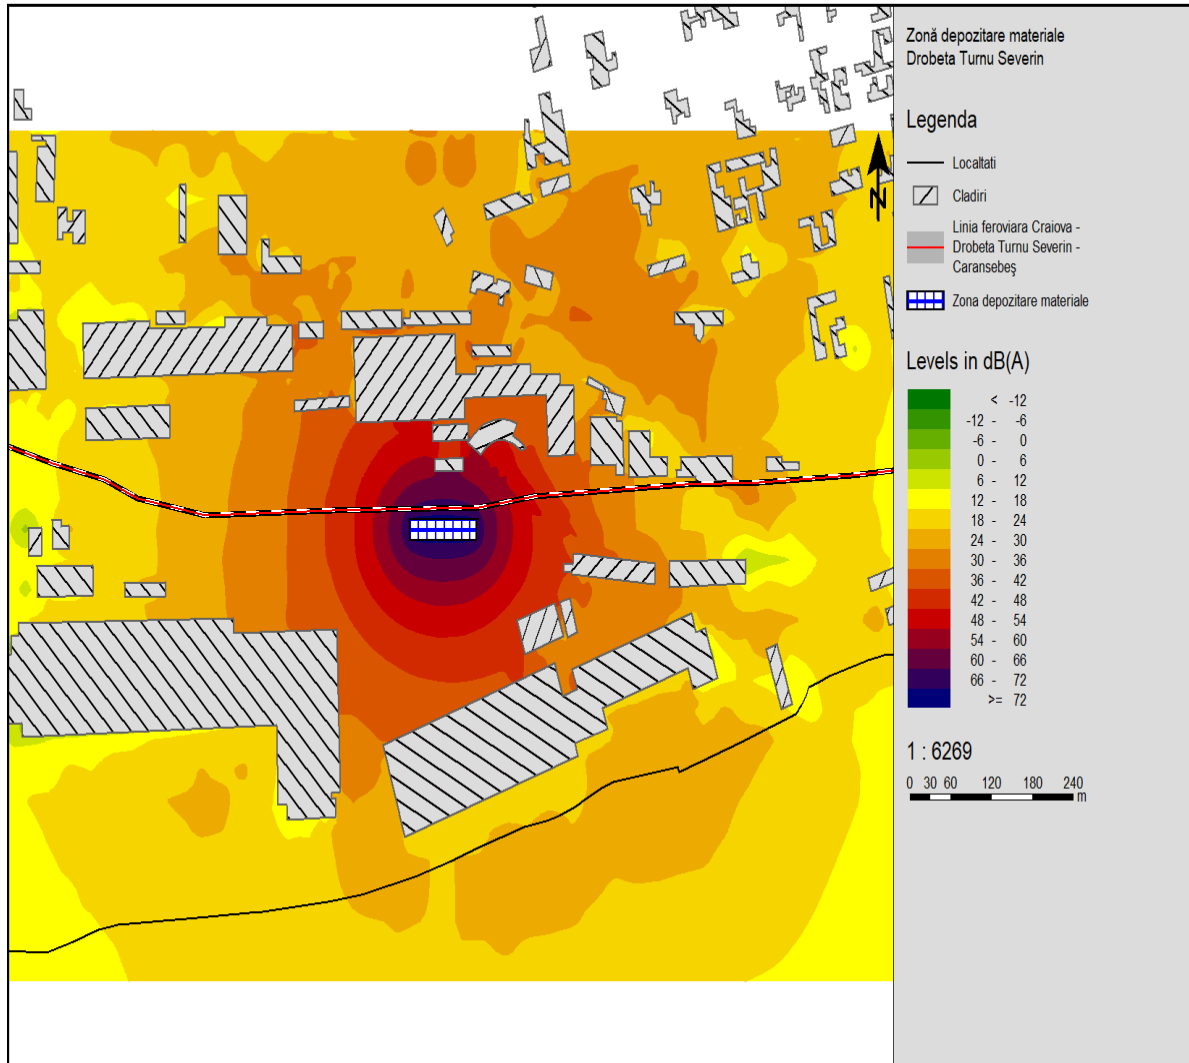 Zonă depozitare materiale
Drobeta Turnu Severin
Legenda
Localtati
Cladiri
Linia feroviara Craiova -
Drobeta Turnu Severin -
Caransebeş
Zona depozitare materiale
Levels in dB(A)
< -12
-12 - -6
-6 - 0
0 - 6
6 - 12
12 - 18
18 - 24
24 - 30
30 - 36
36 - 42
42 - 48
48 - 54
54 - 60
60 - 66
66 - 72
>= 72
1 : 6269
0 30 60 120 180 240
m
N